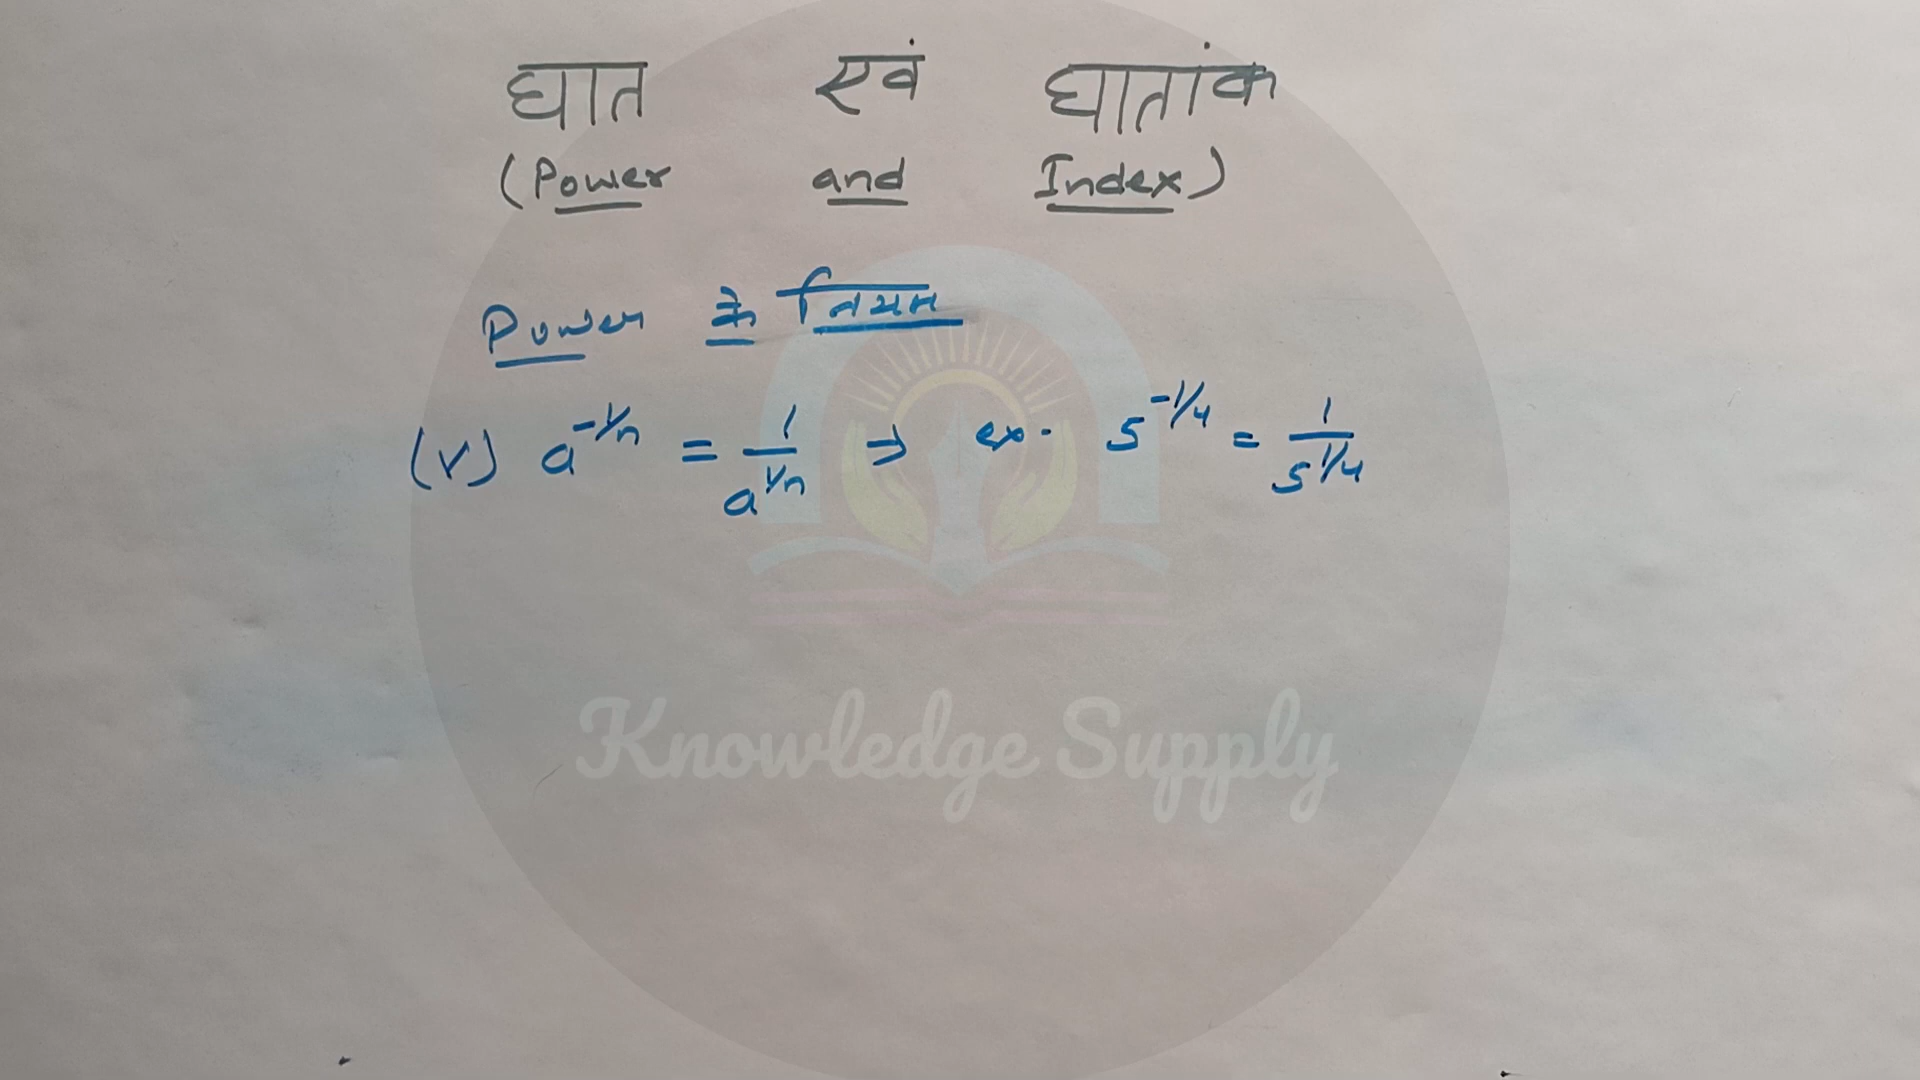 घात एवं घातांक
(Power and Index)
Power के नियम
(v) a^{-1/n} = 1/a^{1/n} ⇒ ex. 5^{-1/4} = 1/5^{1/4}
Knowledge Supply